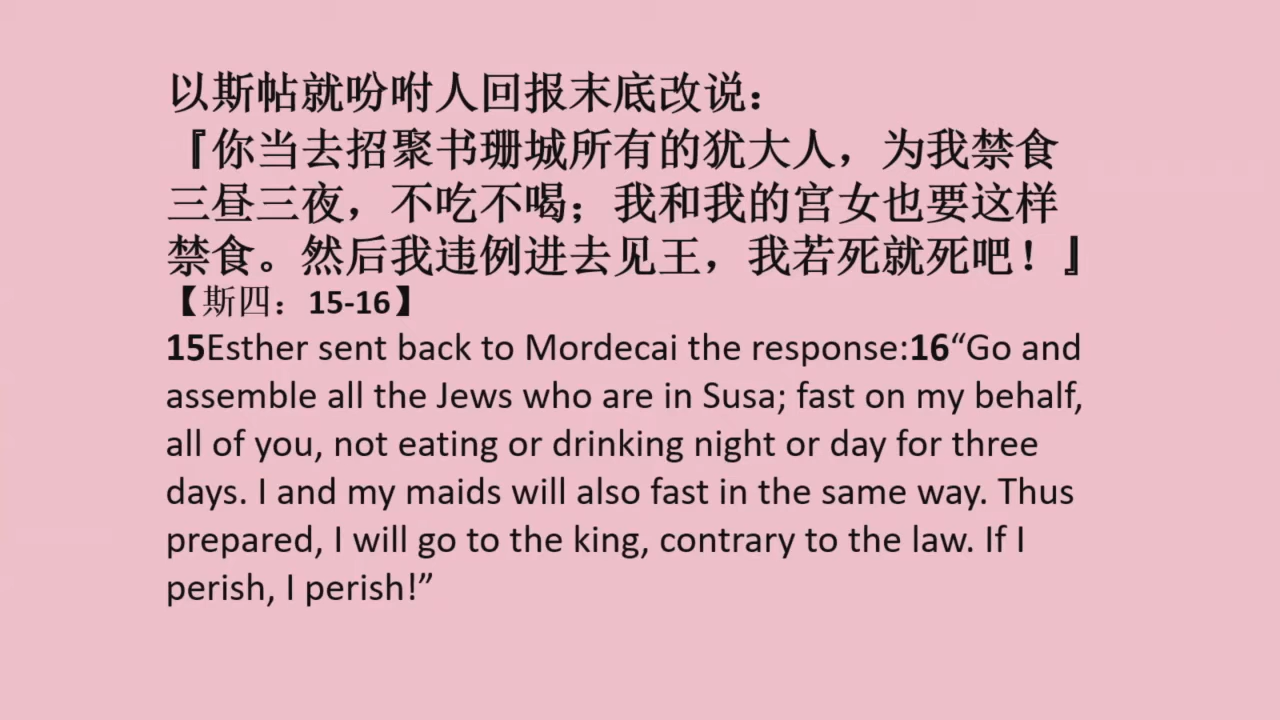 以斯帖就吩咐人回报末底改说：
『你当去招聚书珊城所有的犹大人，为我禁食
三昼三夜，不吃不喝；我和我的宫女也要这样
禁食。然后我违例进去见王，我若死就死吧！』
【斯四：15-16】
15Esther sent back to Mordecai the response:16“Go and
assemble all the Jews who are in Susa; fast on my behalf,
all of you, not eating or drinking night or day for three
days. I and my maids will also fast in the same way. Thus
prepared, I will go to the king, contrary to the law. If I
perish, I perish!”